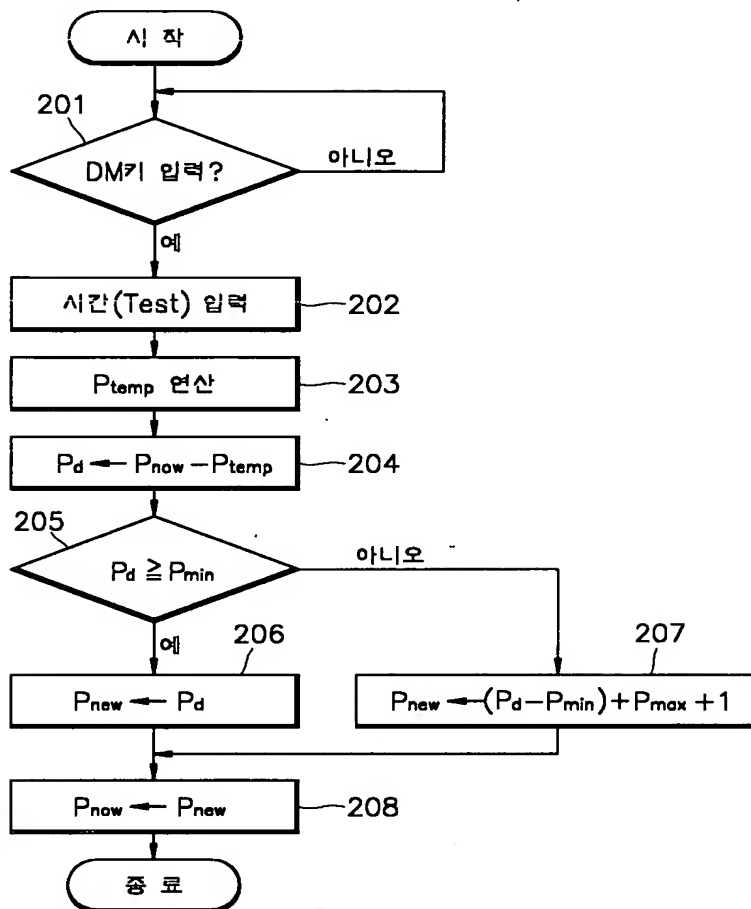 시 작
201
DM키 입력?
아니오
예
시간(Test) 입력
202
Ptemp 연산
203
Pd ← Pnow − Ptemp
204
205
Pd ≧ Pmin
아니오
예
206
Pnew ← Pd
207
Pnew ← (Pd−Pmin)+Pmax+1
Pnow ← Pnew
208
종 료